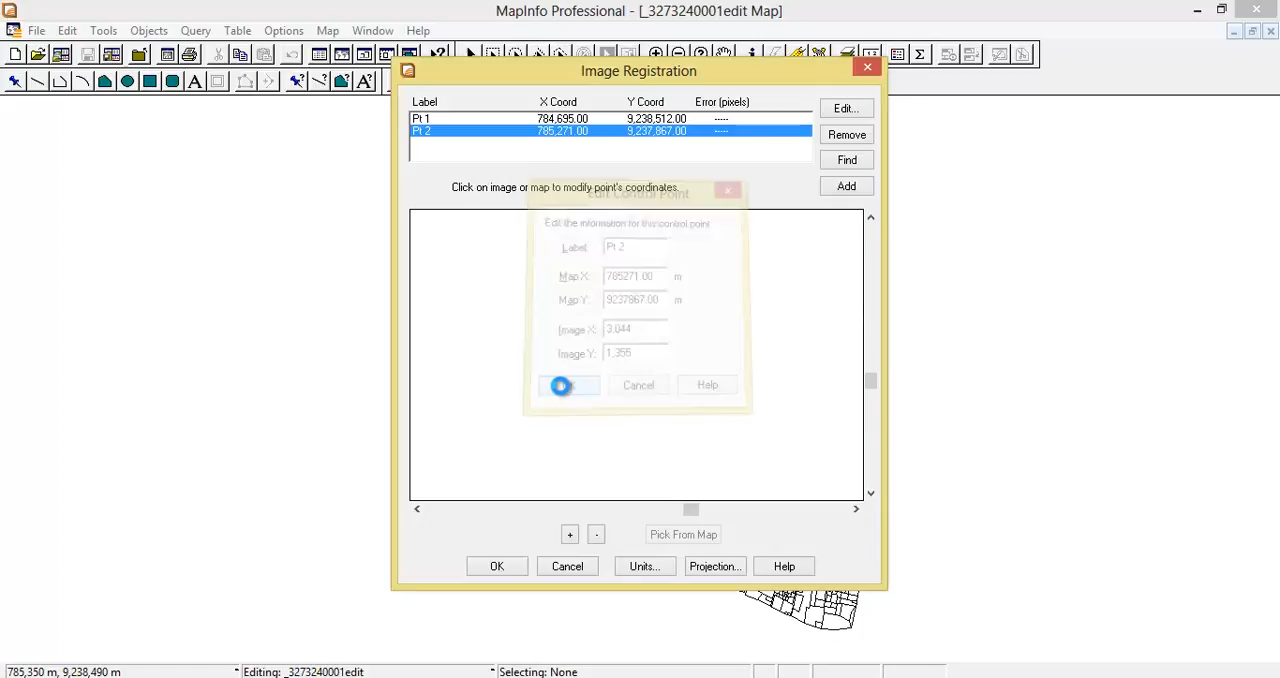 MapInfo Professional - [_3273240001edit Map]
File Edit Tools Objects Query Table Options Map Window Help
Image Registration
Label X Coord Y Coord Error (pixels)
Pt 1 784,695.00 9,238,512.00 -----
Pt 2 785,271.00 9,237,867.00 -----
Edit...
Remove
Find
Add
Click on image or map to modify point's coordinates.
Edit Control Point
Edit the information for this control point
Label Pt 2
Map X: 785271.00 m
Map Y: 9237867.00 m
Image X: 3,044
Image Y: 1,355
Cancel Help
+ - Pick From Map
OK Cancel Units... Projection... Help
785,350 m, 9,238,490 m Editing: _3273240001edit Selecting: None